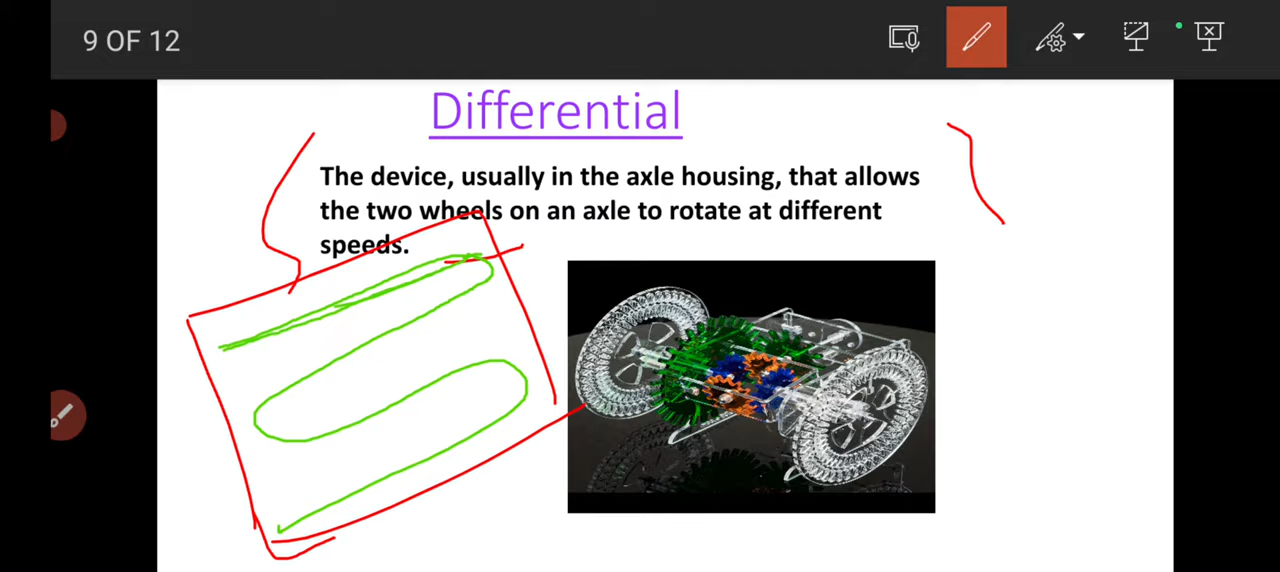 9 OF 12
Differential
The device, usually in the axle housing, that allows
the two wheels on an axle to rotate at different
speeds.